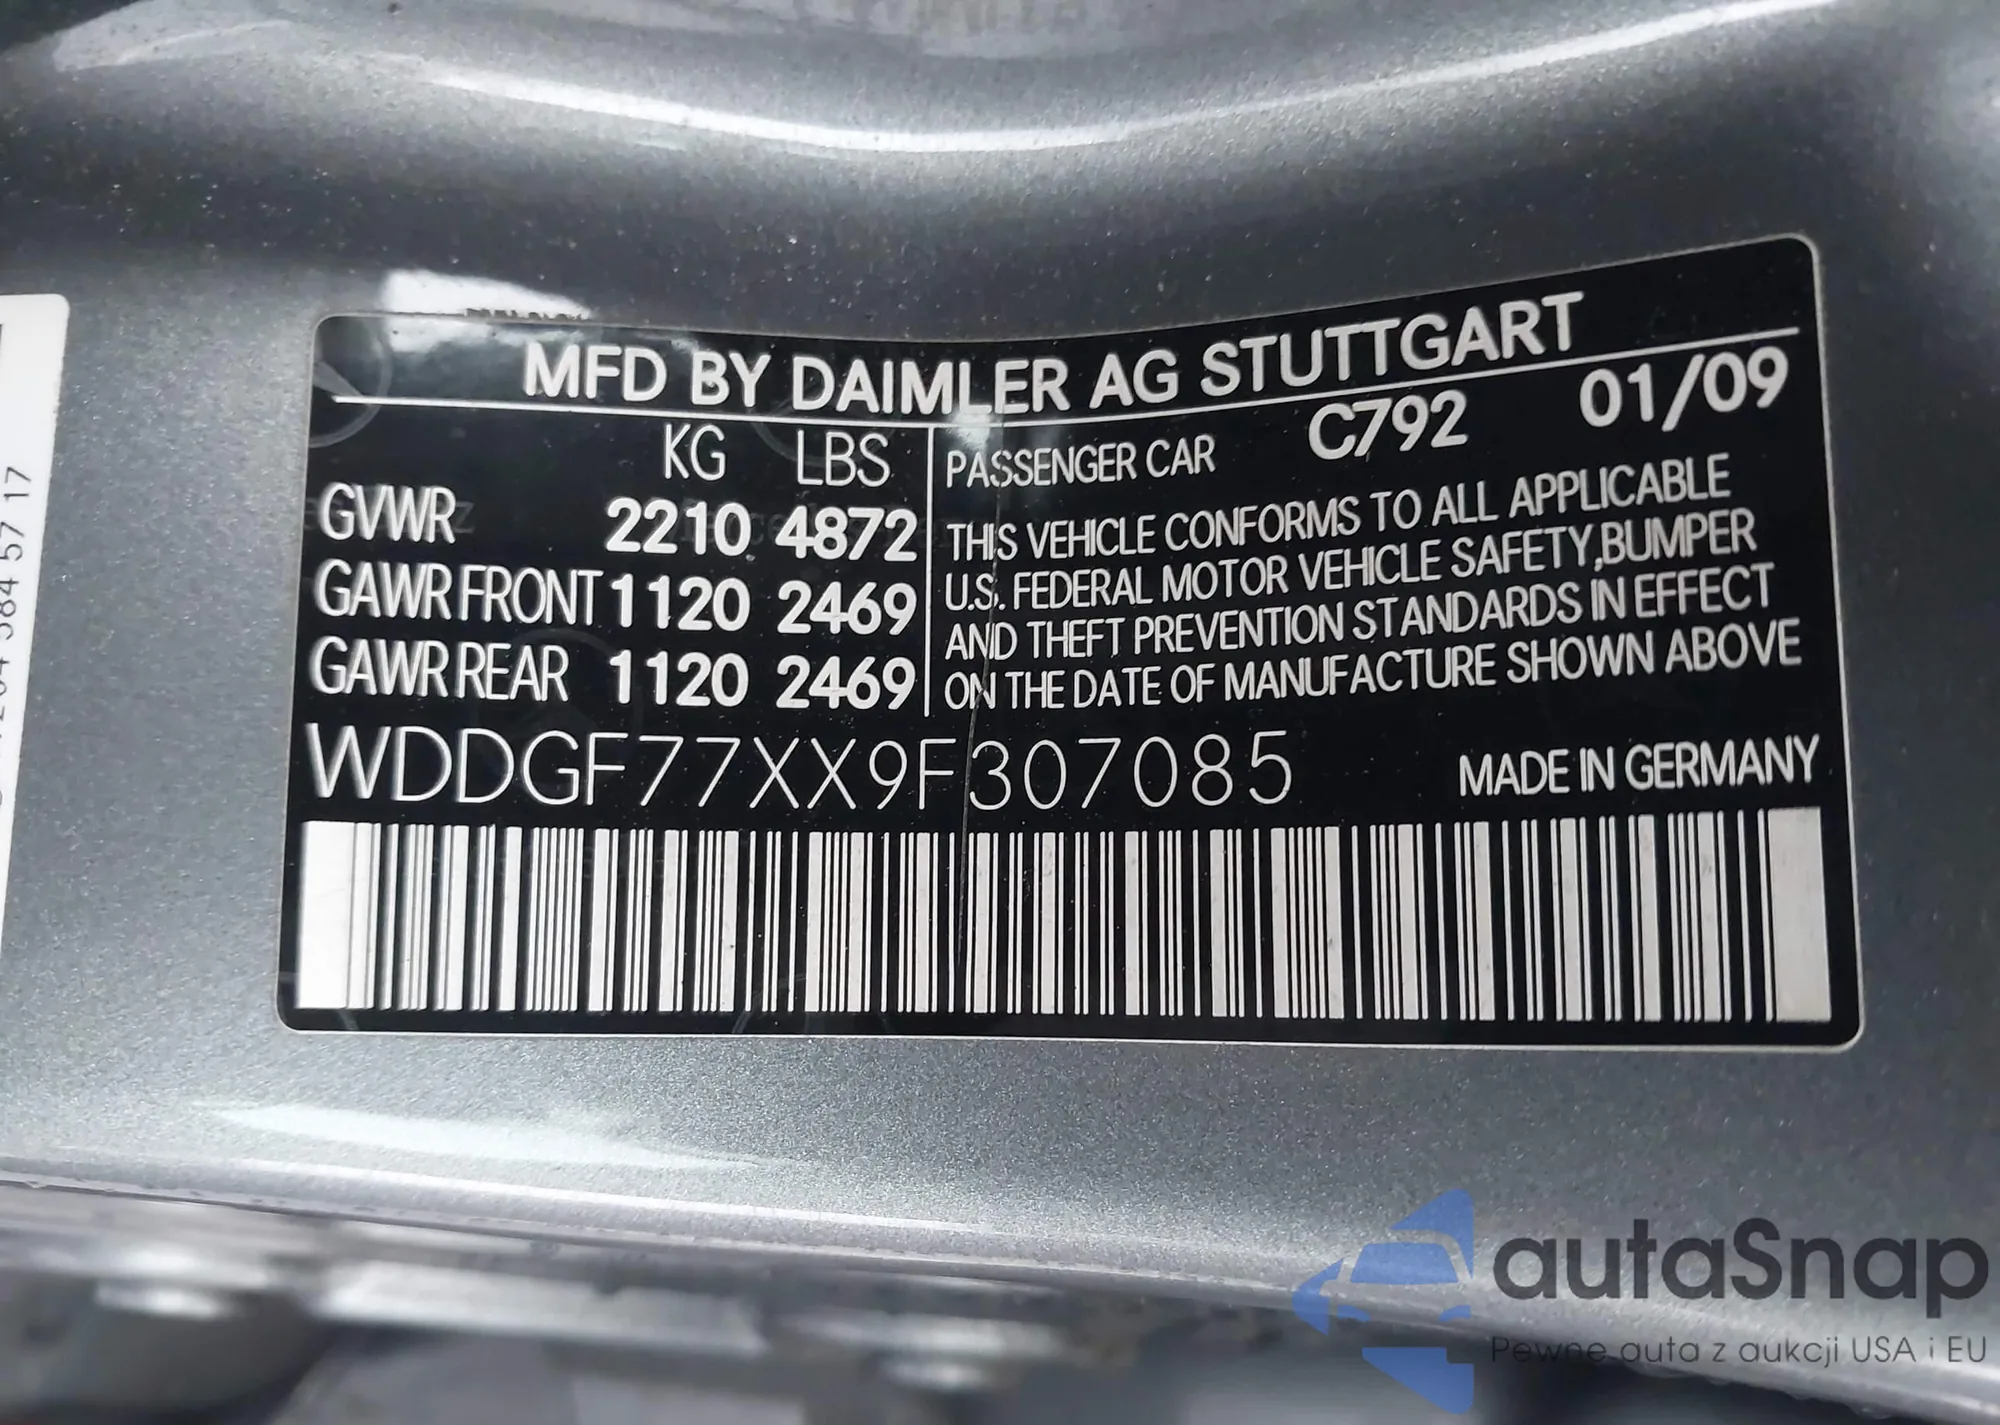 MFD BY DAIMLER AG STUTTGART
KG LBS
GVWR 2210 4872
GAWR FRONT 1120 2469
GAWR REAR 1120 2469
PASSENGER CAR C792 01/09
THIS VEHICLE CONFORMS TO ALL APPLICABLE
U.S. FEDERAL MOTOR VEHICLE SAFETY,BUMPER
AND THEFT PREVENTION STANDARDS IN EFFECT
ON THE DATE OF MANUFACTURE SHOWN ABOVE
WDDGF77XX9F307085 MADE IN GERMANY
584 57 17
autaSnap
Pewne auta z aukcji USA i EU